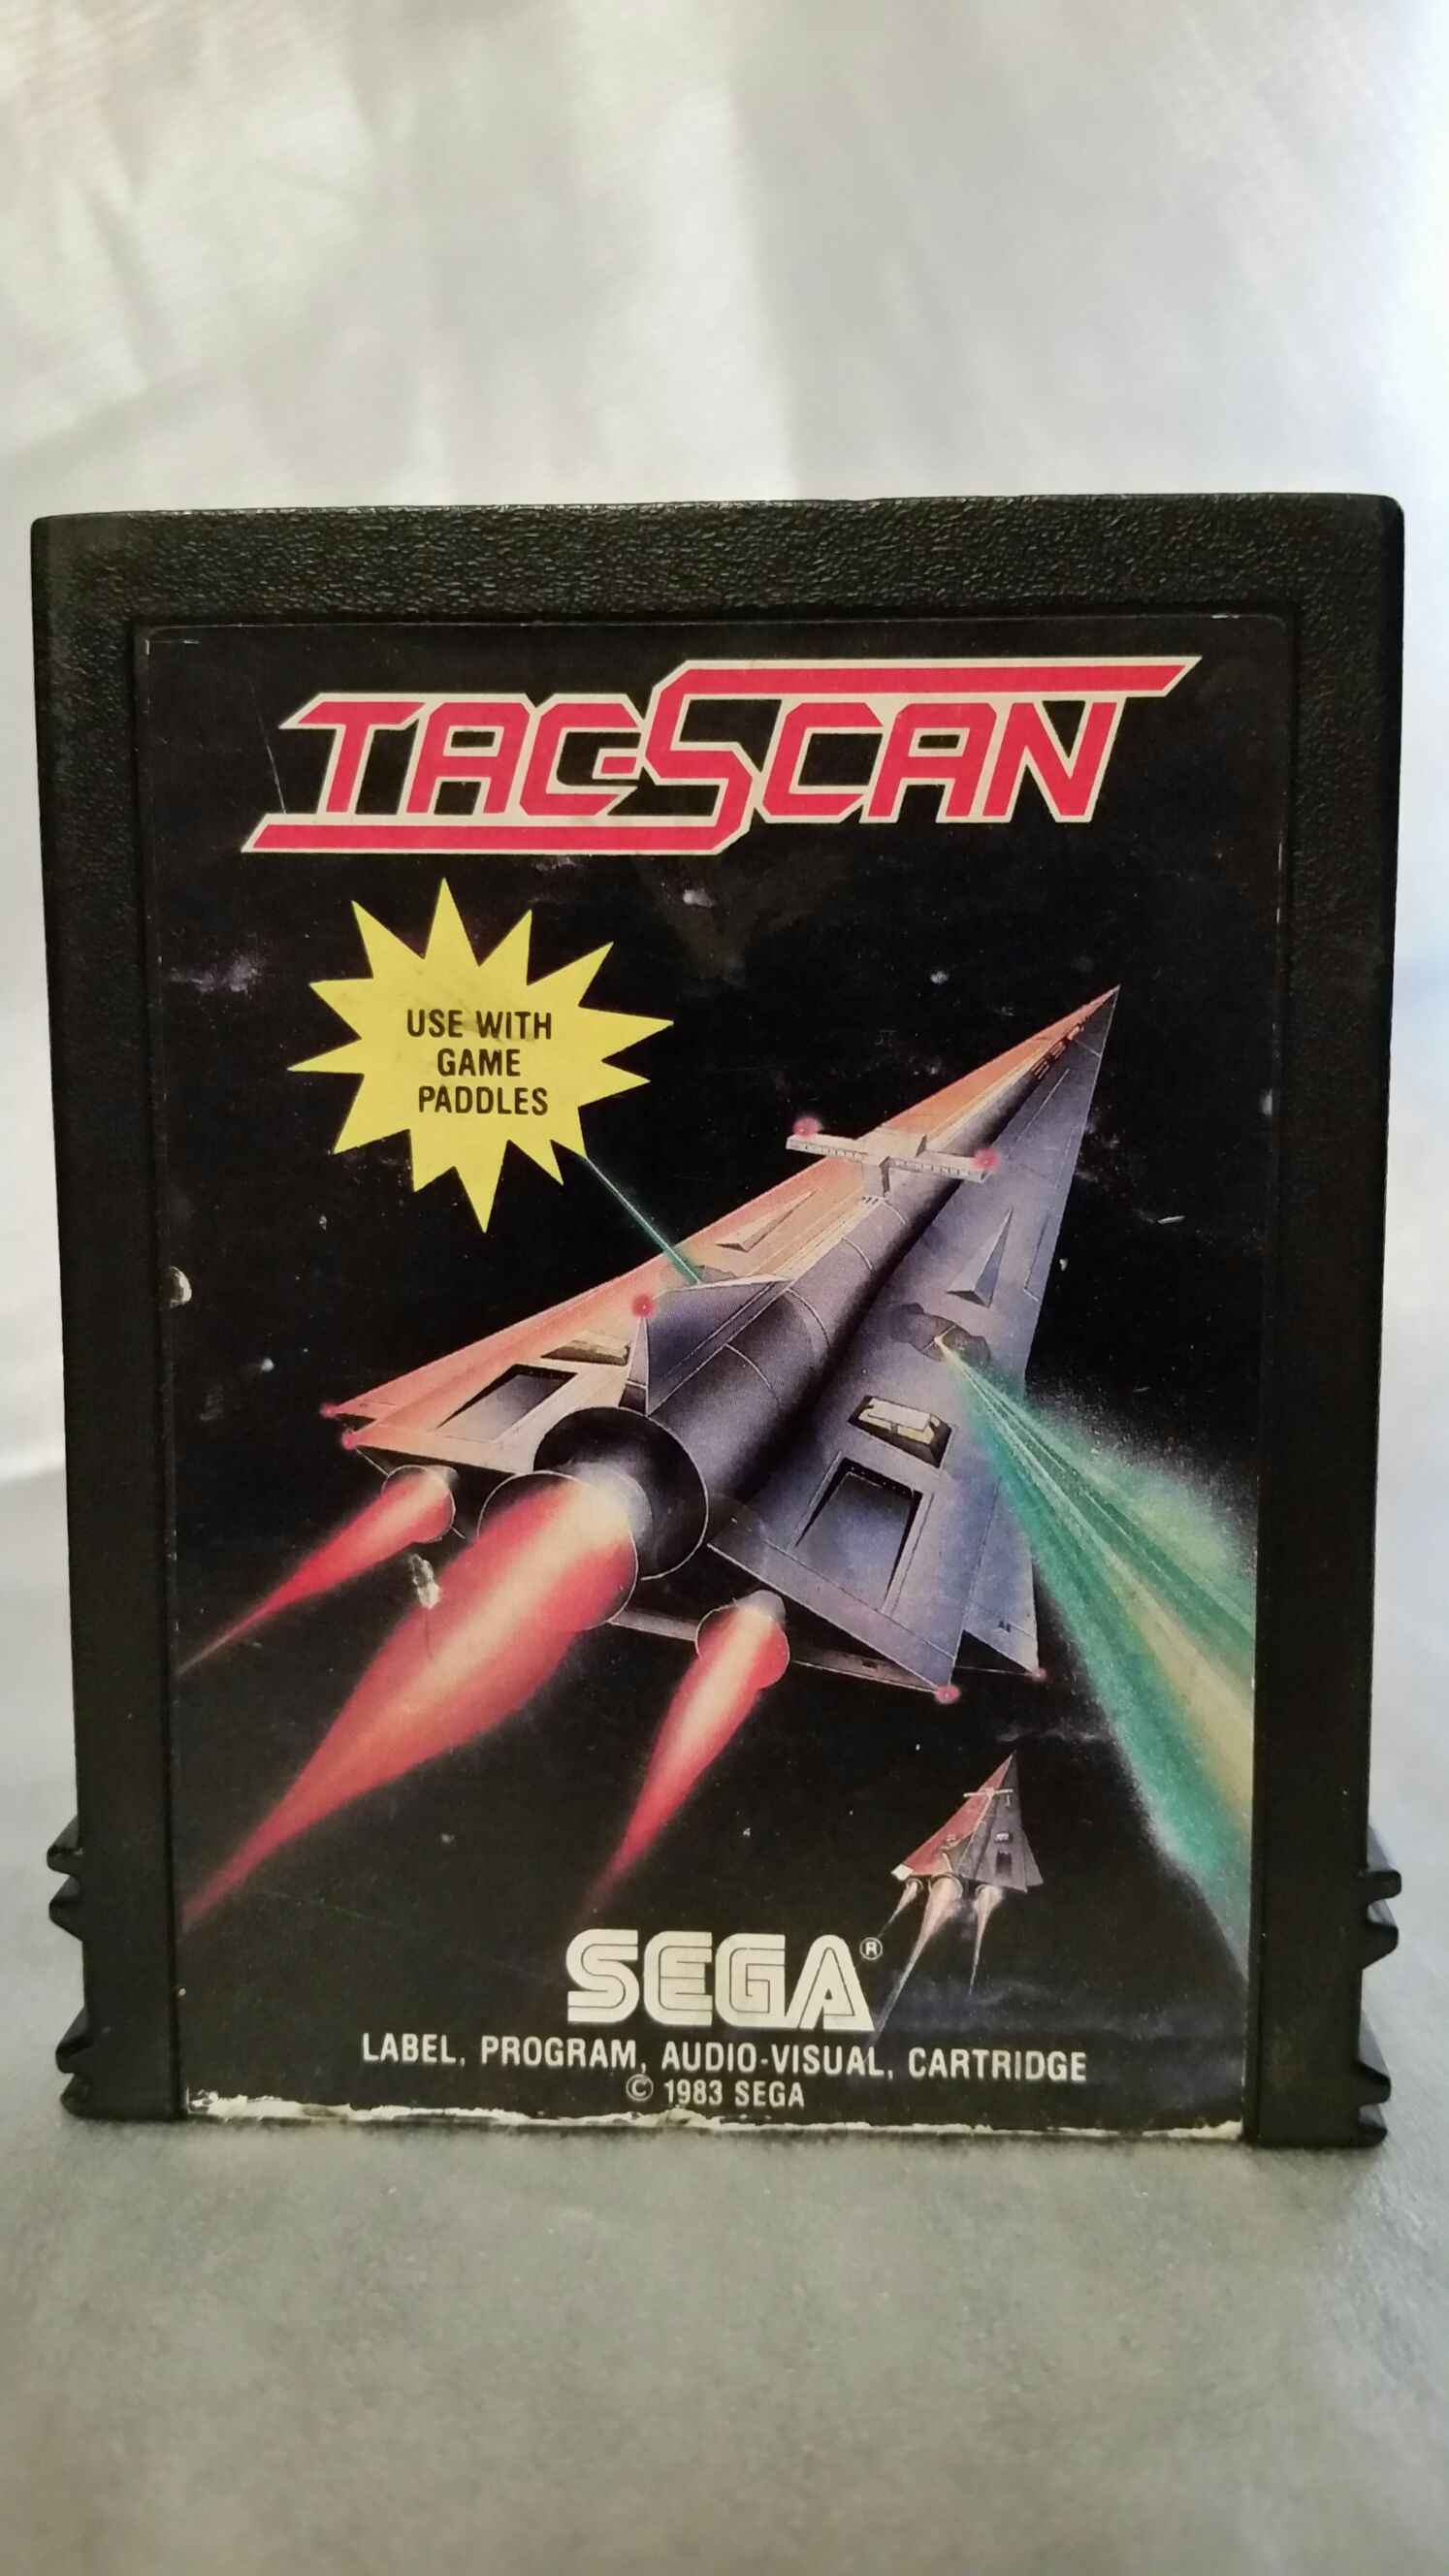 TAC-SCAN
USE WITH
GAME
PADDLES
SEGA®
LABEL, PROGRAM, AUDIO-VISUAL, CARTRIDGE
© 1983 SEGA